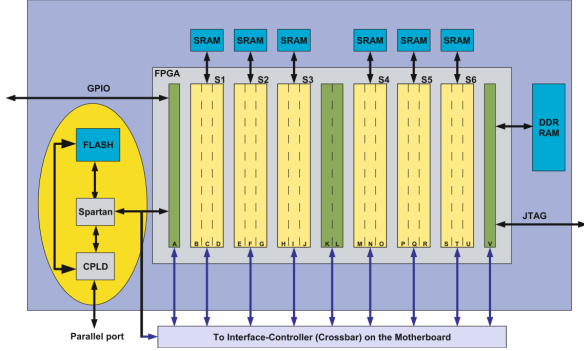 SRAM SRAM SRAM SRAM SRAM SRAM
FPGA
S1 S2 S3 S4 S5 S6
GPIO
DDR
RAM
FLASH
Spartan
JTAG
A B C D E F G H I J K L M N O P Q R S T U V
CPLD
Parallel port
To Interface-Controller (Crossbar) on the Motherboard